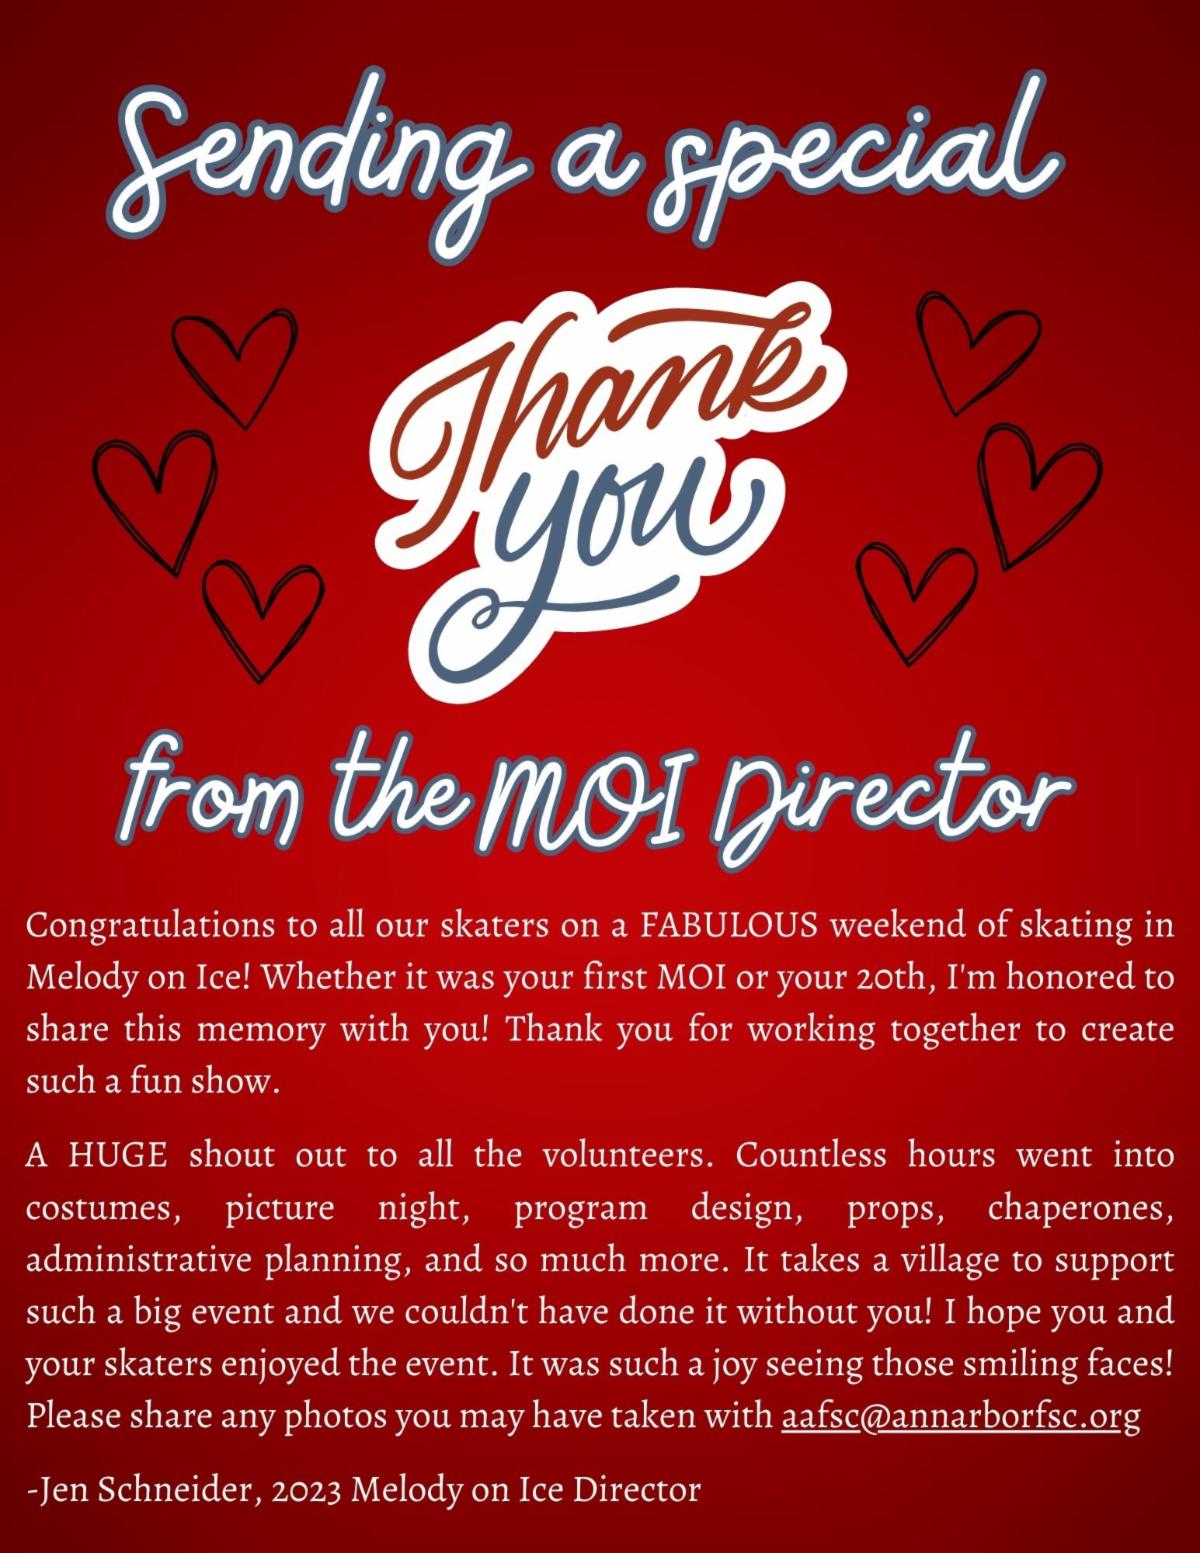 Sending a special
Thank
you
from the MOI Director
Congratulations to all our skaters on a FABULOUS weekend of skating in
Melody on Ice! Whether it was your first MOI or your 20th, I'm honored to
share this memory with you! Thank you for working together to create
such a fun show.
A HUGE shout out to all the volunteers. Countless hours went into
costumes, picture night, program design, props, chaperones,
administrative planning, and so much more. It takes a village to support
such a big event and we couldn't have done it without you! I hope you and
your skaters enjoyed the event. It was such a joy seeing those smiling faces!
Please share any photos you may have taken with aafsc@annarborfsc.org
-Jen Schneider, 2023 Melody on Ice Director